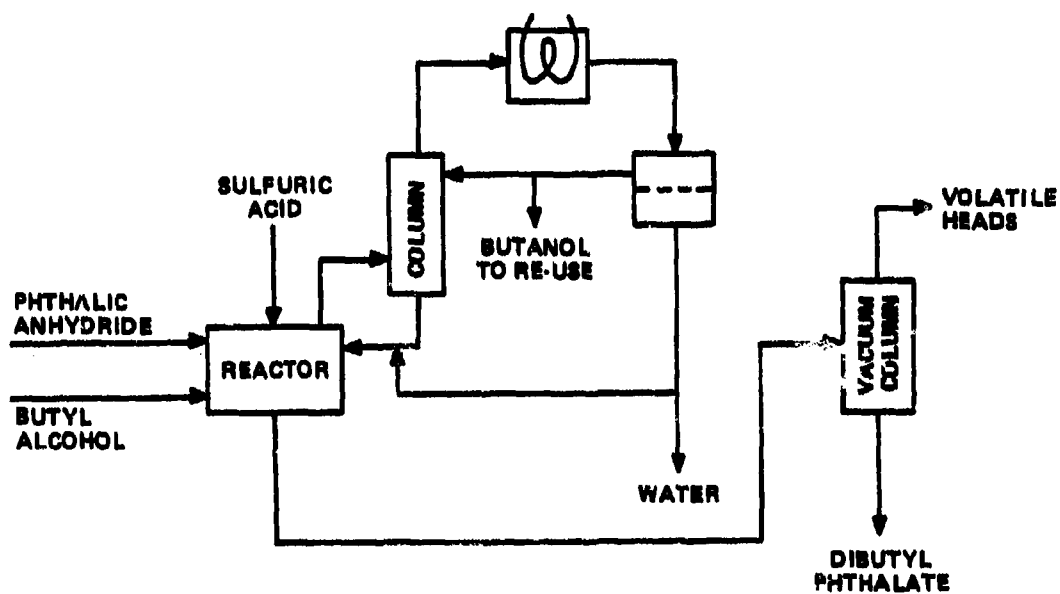 SULFURIC
ACID
COLUMN
BUTANOL
TO RE-USE
VOLATILE
HEADS
PHTHALIC
ANHYDRIDE
REACTOR
VACUUM
COLUMN
BUTYL
ALCOHOL
WATER
DIBUTYL
PHTHALATE